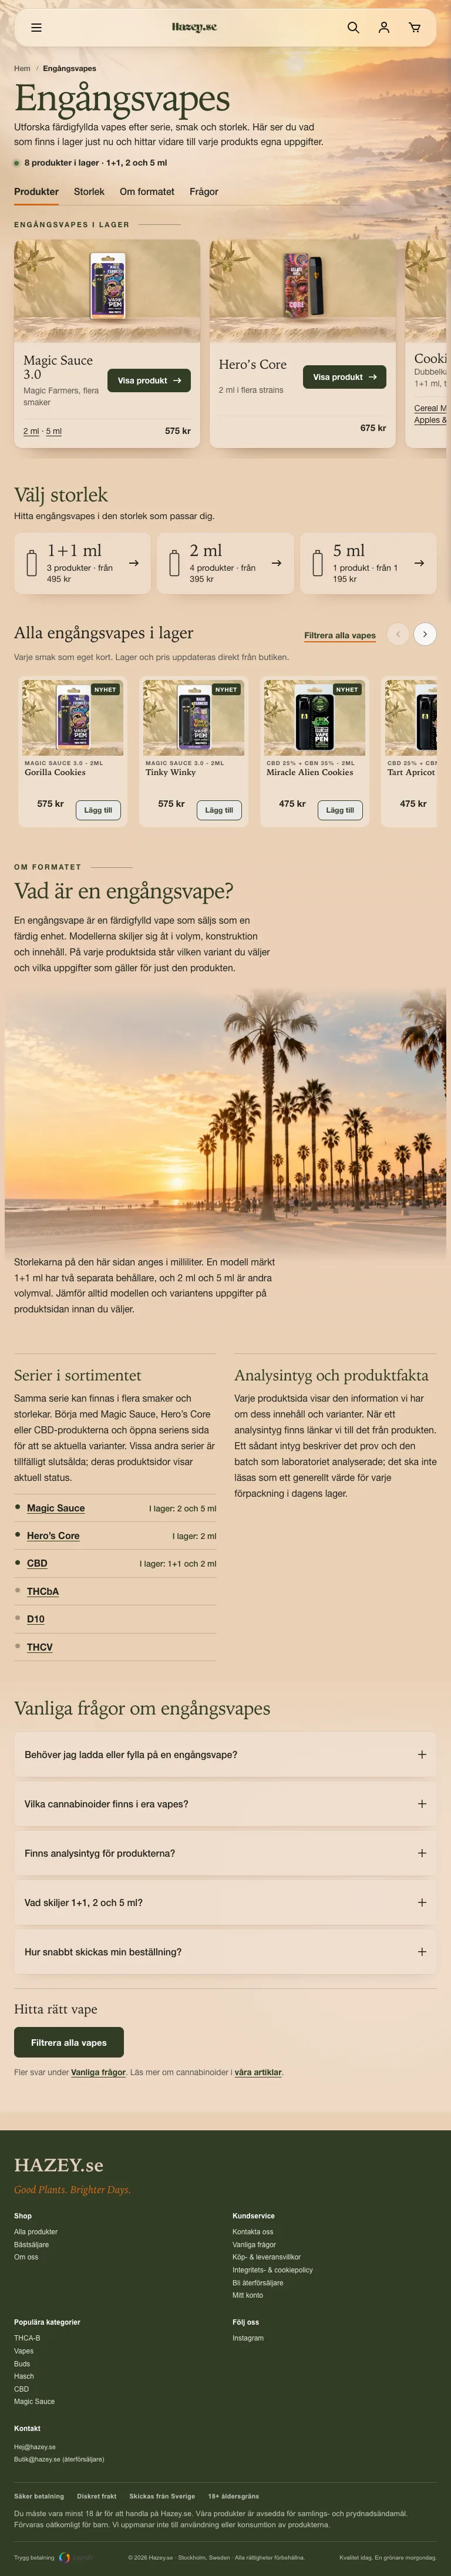 Hazey.se
Hem / Engångsvapes
Engångsvapes
Utforska färdigfyllda vapes efter serie, smak och storlek. Här ser du vad
som finns i lager just nu och hittar vidare till varje produkts egna uppgifter.
8 produkter i lager · 1+1, 2 och 5 ml
Produkter Storlek Om formatet Frågor
ENGÅNGSVAPES I LAGER
Magic Sauce
3.0
Visa produkt →
Magic Farmers, flera
smaker
2 ml · 5 ml 575 kr
Hero's Core
Visa produkt →
2 ml i flera strains
675 kr
Cooki
Dubbelka
1+1 ml, t
Cereal M
Apples &
Välj storlek
Hitta engångsvapes i den storlek som passar dig.
1+1 ml
3 produkter · från
495 kr
2 ml
4 produkter · från
395 kr
5 ml
1 produkt · från 1
195 kr
Alla engångsvapes i lager
Filtrera alla vapes
Varje smak som eget kort. Lager och pris uppdateras direkt från butiken.
NYHET
MAGIC SAUCE 3.0 - 2ML
Gorilla Cookies
575 kr Lägg till
NYHET
MAGIC SAUCE 3.0 - 2ML
Tinky Winky
575 kr Lägg till
NYHET
CBD 25% + CBN 35% - 2ML
Miracle Alien Cookies
475 kr Lägg till
CBD 25% + CBN
Tart Apricot
475 kr
OM FORMATET
Vad är en engångsvape?
En engångsvape är en färdigfylld vape som säljs som en
färdig enhet. Modellerna skiljer sig åt i volym, konstruktion
och innehåll. På varje produktsida står vilken variant du väljer
och vilka uppgifter som gäller för just den produkten.
Storlekarna på den här sidan anges i milliliter. En modell märkt
1+1 ml har två separata behållare, och 2 ml och 5 ml är andra
volymval. Jämför alltid modellen och variantens uppgifter på
produktsidan innan du väljer.
Serier i sortimentet
Samma serie kan finnas i flera smaker och
storlekar. Börja med Magic Sauce, Hero's Core
eller CBD-produkterna och öppna seriens sida
för att se aktuella varianter. Vissa andra serier är
tillfälligt slutsålda; deras produktsidor visar
aktuell status.
Magic Sauce I lager: 2 och 5 ml
Hero's Core I lager: 2 ml
CBD I lager: 1+1 och 2 ml
THCbA
D10
THCV
Analysintyg och produktfakta
Varje produktsida visar den information vi har
om dess innehåll och varianter. När ett
analysintyg finns länkar vi till det från produkten.
Ett sådant intyg beskriver det prov och den
batch som laboratoriet analyserade; det ska inte
läsas som ett generellt värde för varje
förpackning i dagens lager.
Vanliga frågor om engångsvapes
Behöver jag ladda eller fylla på en engångsvape?
Vilka cannabinoider finns i era vapes?
Finns analysintyg för produkterna?
Vad skiljer 1+1, 2 och 5 ml?
Hur snabbt skickas min beställning?
Hitta rätt vape
Filtrera alla vapes
Fler svar under Vanliga frågor. Läs mer om cannabinoider i våra artiklar.
HAZEY.se
Good Plants. Brighter Days.
Shop
Alla produkter
Bästsäljare
Om oss
Kundservice
Kontakta oss
Vanliga frågor
Köp- & leveransvillkor
Integritets- & cookiepolicy
Bli återförsäljare
Mitt konto
Populära kategorier
THCA-B
Vapes
Buds
Hasch
CBD
Magic Sauce
Följ oss
Instagram
Kontakt
Hej@hazey.se
Butik@hazey.se (återförsäljare)
Säker betalning Diskret frakt Skickas från Sverige 18+ åldersgräns
Du måste vara minst 18 år för att handla på Hazey.se. Våra produkter är avsedda för samlings- och prydnadsändamål.
Förvaras oåtkomligt för barn. Vi uppmanar inte till användning eller konsumtion av produkterna.
Trygg betalning
© 2026 Hazey.se · Stockholm, Sweden · Alla rättigheter förbehållna.
Kvalitet idag. En grönare morgondag.